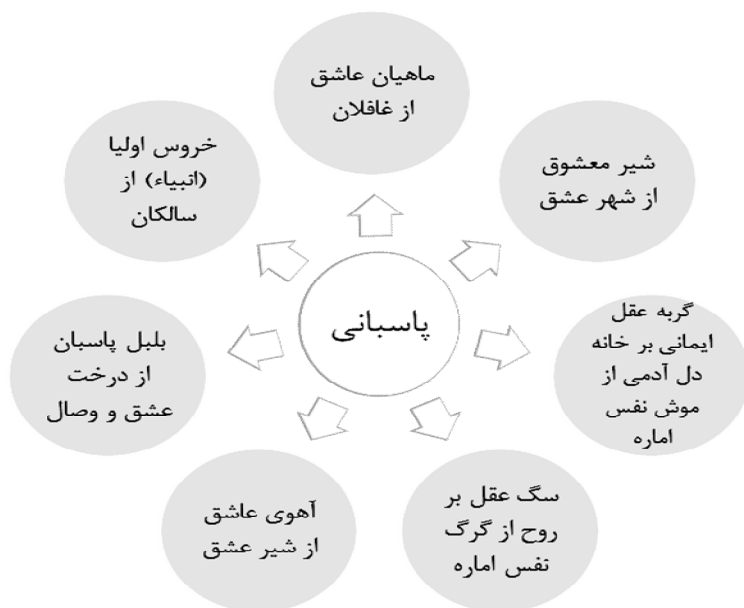 ماهیان عاشق
از غافلان
شیر معشوق
از شهر عشق
گربه عقل
ایمانی بر خانه
دل آدمی از
موش نفس
اماره
سگ عقل بر
روح از گرگ
نفس اماره
آهوی عاشق
از شیر عشق
بلبل پاسبان
از درخت
عشق و وصال
خروس اولیا
(انبیاء) از
سالکان
پاسبانی